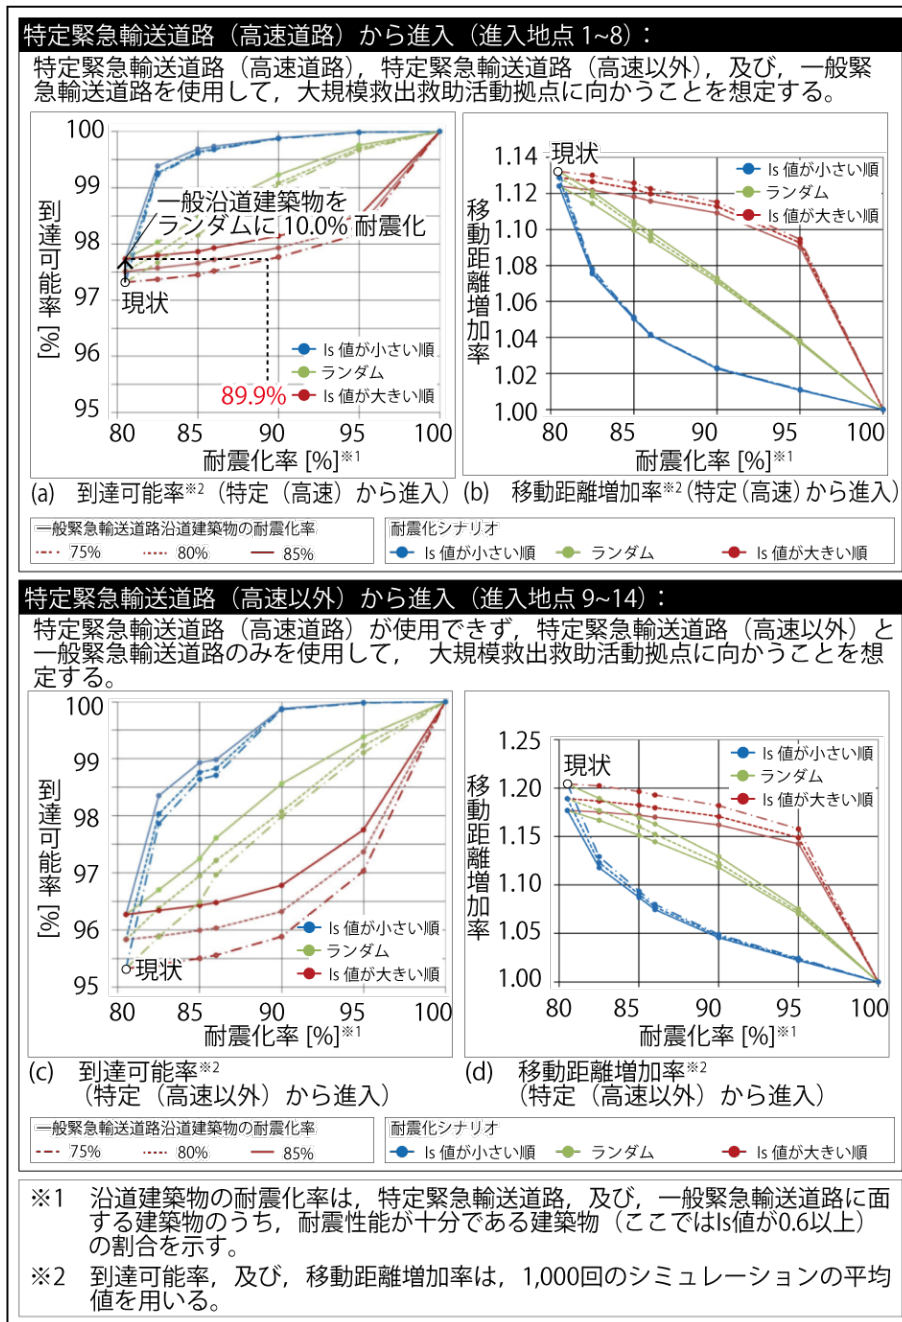 特定緊急輸送道路（高速道路）から進入（進入地点 1~8）：
特定緊急輸送道路（高速道路），特定緊急輸送道路（高速以外），及び，一般緊
急輸送道路を使用して，大規模救出救助活動拠点に向かうことを想定する。
到達可能率 [%]
100
99
98
97
96
95
一般沿道建築物を
ランダムに 10.0% 耐震化
現状
89.9%
Is 値が小さい順
ランダム
Is 値が大きい順
80 85 90 95 100
耐震化率 [%]※1
(a) 到達可能率※2（特定（高速）から進入）
移動距離増加率
1.14
1.12
1.10
1.08
1.06
1.04
1.02
1.00
現状
Is 値が小さい順
ランダム
Is 値が大きい順
80 85 90 95 100
耐震化率 [%]※1
(b) 移動距離増加率※2（特定（高速）から進入）
一般緊急輸送道路沿道建築物の耐震化率
75% 80% 85%
耐震化シナリオ
Is 値が小さい順 ランダム Is 値が大きい順
特定緊急輸送道路（高速以外）から進入（進入地点 9~14）：
特定緊急輸送道路（高速道路）が使用できず，特定緊急輸送道路（高速以外）と
一般緊急輸送道路のみを使用して， 大規模救出救助活動拠点に向かうことを想
定する。
到達可能率 [%]
100
99
98
97
96
95
現状
Is 値が小さい順
ランダム
Is 値が大きい順
80 85 90 95 100
耐震化率 [%]※1
(c) 到達可能率※2
（特定（高速以外）から進入）
移動距離増加率
1.25
1.20
1.15
1.10
1.05
1.00
現状
Is 値が小さい順
ランダム
Is 値が大きい順
80 85 90 95 100
耐震化率 [%]※1
(d) 移動距離増加率※2
（特定（高速以外）から進入）
一般緊急輸送道路沿道建築物の耐震化率
75% 80% 85%
耐震化シナリオ
Is 値が小さい順 ランダム Is 値が大きい順
※1 沿道建築物の耐震化率は，特定緊急輸送道路，及び，一般緊急輸送道路に面
する建築物のうち，耐震性能が十分である建築物（ここではIs値が0.6以上）
の割合を示す。
※2 到達可能率，及び，移動距離増加率は，1,000回のシミュレーションの平均
値を用いる。